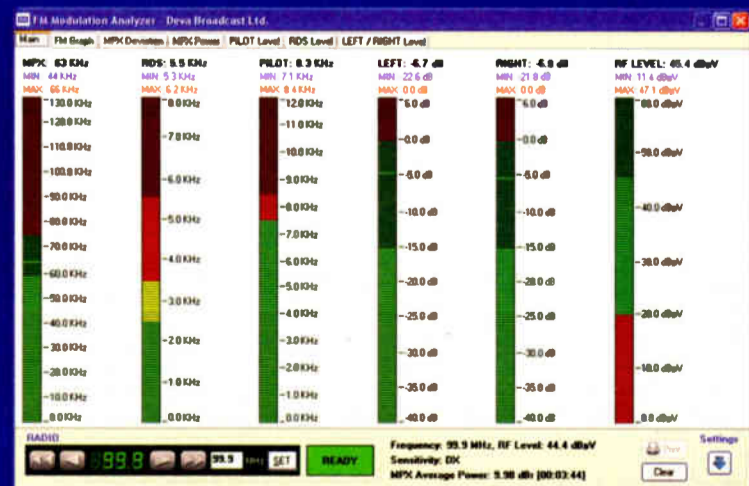 FM Modulation Analyzer - Deva Broadcast Ltd.
Main FM Graph MPX Deviation MPX Power PILOT Level RDS Level LEFT / RIGHT Level
MPX: 63 KHz RDS: 5.5 KHz PILOT: 8.3 KHz LEFT: -6.7 dB RIGHT: -6.8 dB RF LEVEL: 45.4 dBµV
MIN 44 KHz MIN 5.3 KHz MIN 7.1 KHz MIN 22.6 dB MIN -21.8 dB MIN 11.4 dBµV
MAX 66 KHz MAX 6.2 KHz MAX 8.4 KHz MAX 0.0 dB MAX 0.0 dB MAX 47.1 dBµV
130.0 KHz
120.0 KHz
110.0 KHz
100.0 KHz
90.0 KHz
80.0 KHz
70.0 KHz
60.0 KHz
50.0 KHz
40.0 KHz
30.0 KHz
20.0 KHz
10.0 KHz
0.0 KHz
8.0 KHz
7.0 KHz
6.0 KHz
5.0 KHz
4.0 KHz
3.0 KHz
2.0 KHz
1.0 KHz
0.0 KHz
12.0 KHz
11.0 KHz
10.0 KHz
9.0 KHz
8.0 KHz
7.0 KHz
6.0 KHz
5.0 KHz
4.0 KHz
3.0 KHz
2.0 KHz
1.0 KHz
0.0 KHz
6.0 dB
-0.0 dB
-5.0 dB
-10.0 dB
-15.0 dB
-20.0 dB
-25.0 dB
-30.0 dB
-35.0 dB
-40.0 dB
6.0 dB
-0.0 dB
-5.0 dB
-10.0 dB
-15.0 dB
-20.0 dB
-25.0 dB
-30.0 dB
-35.0 dB
-40.0 dB
60.0 dBµV
50.0 dBµV
40.0 dBµV
30.0 dBµV
20.0 dBµV
10.0 dBµV
0.0 dBµV
RADIO
99.9 99.9 MHz SET READY
Frequency: 99.9 MHz, RF Level: 44.4 dBµV
Sensitivity: DX
MPX Average Power: 9.98 dBr [00:03:44]
Clear
Settings